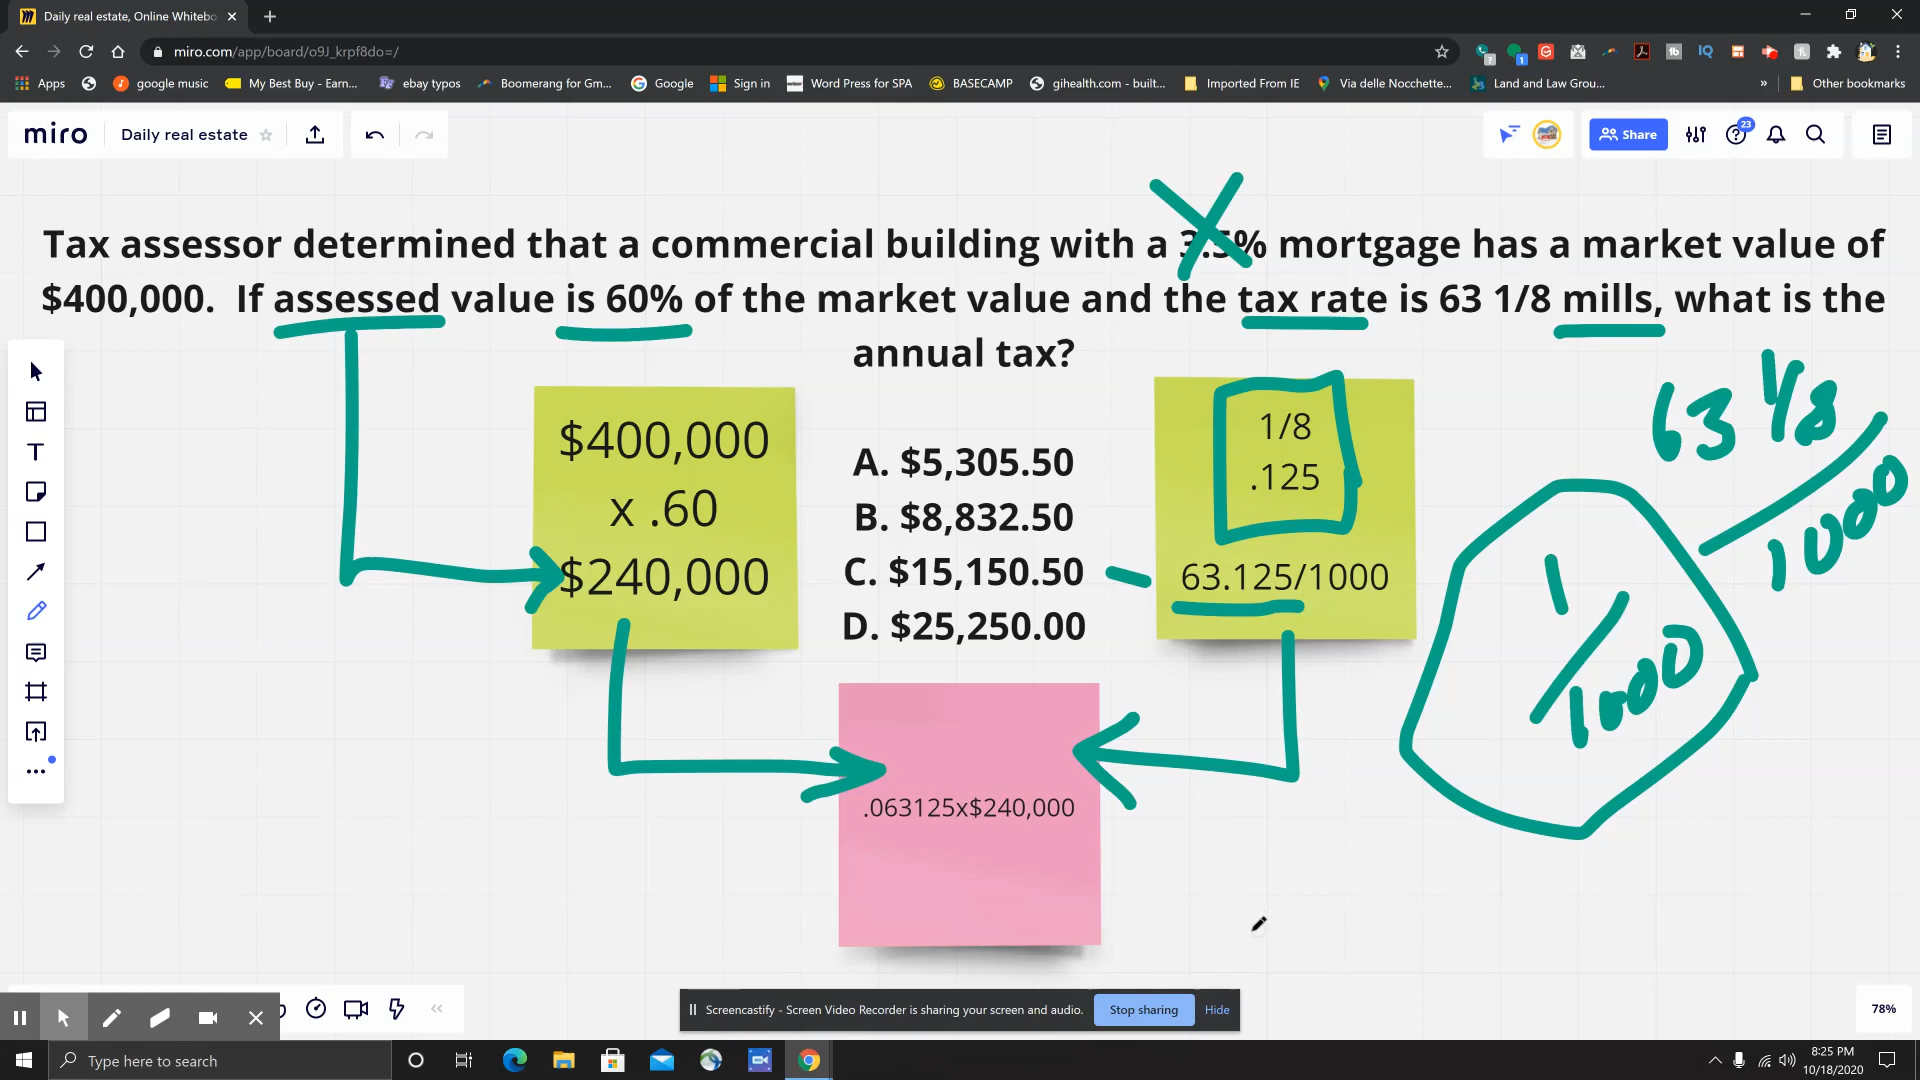 Daily real estate, Online Whitebo
miro.com/app/board/o9J_krpf8do=/
Apps
google music
My Best Buy - Earn...
ebay typos
Boomerang for Gm...
Google
Sign in
Word Press for SPA
BASECAMP
gihealth.com - built...
Imported From IE
Via delle Nocchette...
Land and Law Grou...
»
Other bookmarks
miro
Daily real estate
Share
23
Tax assessor determined that a commercial building with a 3.5% mortgage has a market value of
$400,000. If assessed value is 60% of the market value and the tax rate is 63 1/8 mills, what is the
annual tax?
$400,000
x .60
$240,000
A. $5,305.50
B. $8,832.50
C. $15,150.50
D. $25,250.00
1/8
.125
63.125/1000
63 1/8
/1000
1/1000
.063125x$240,000
Screencastify - Screen Video Recorder is sharing your screen and audio.
Stop sharing
Hide
78%
Type here to search
8:25 PM
10/18/2020